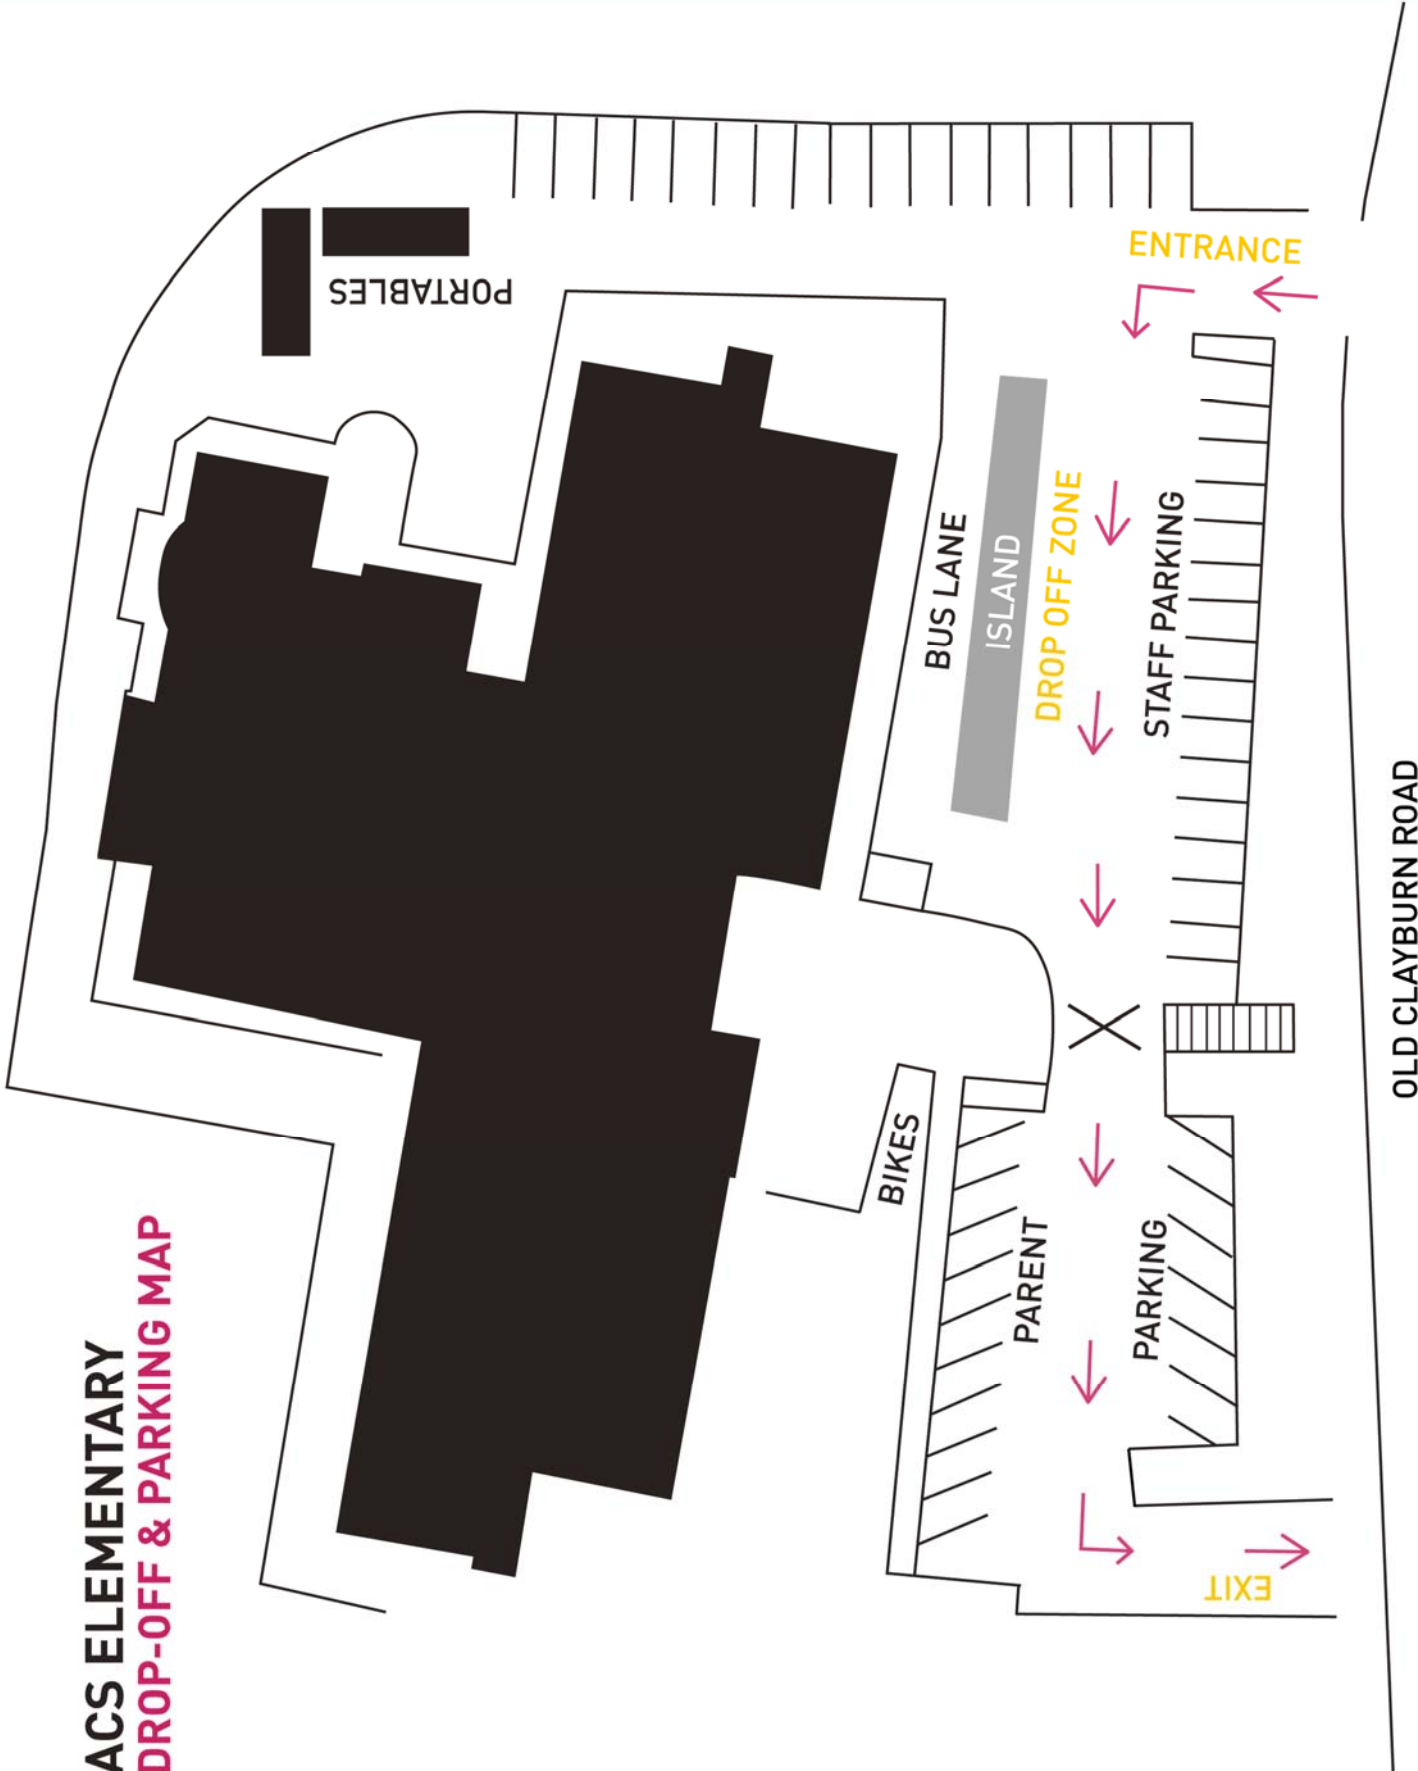 ACS ELEMENTARY
DROP-OFF & PARKING MAP
PORTABLES
ENTRANCE
BUS LANE
ISLAND
DROP OFF ZONE
STAFF PARKING
OLD CLAYBURN ROAD
BIKES
PARENT
PARKING
EXIT